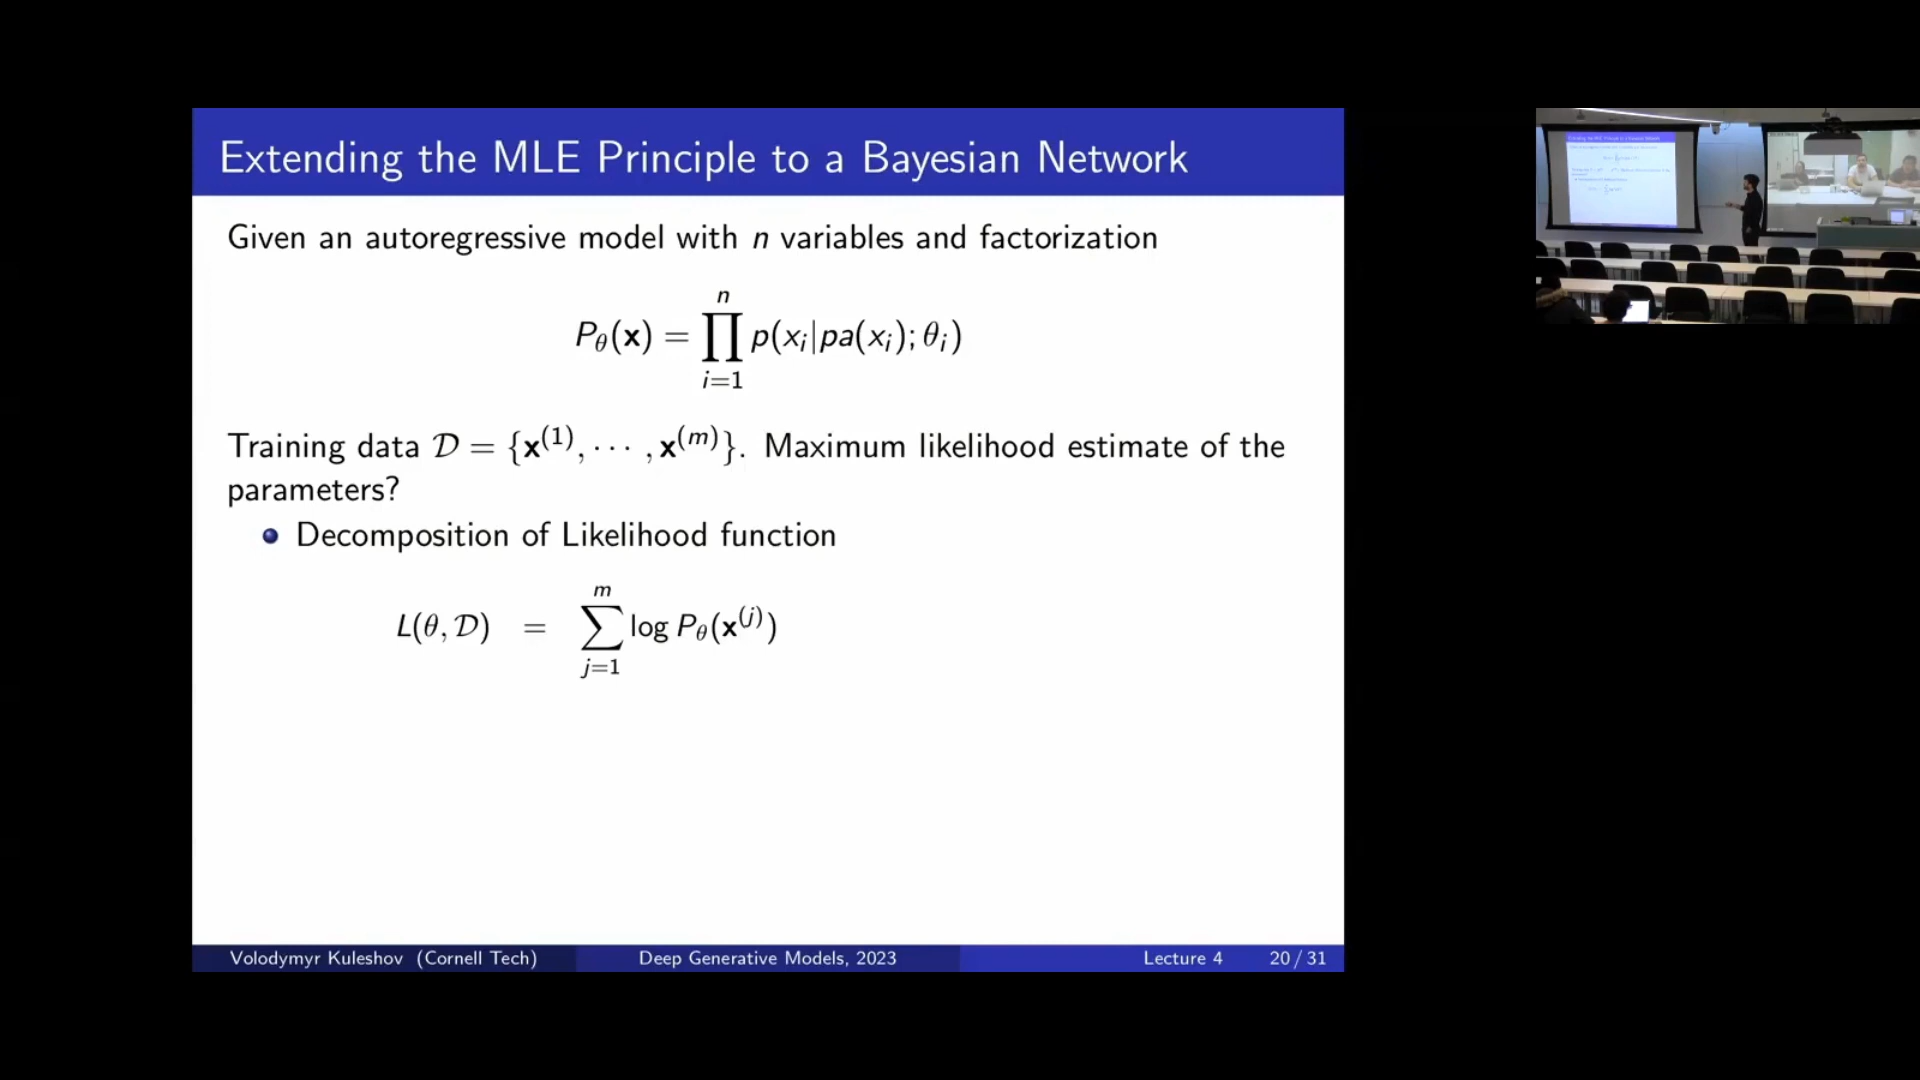 Extending the MLE Principle to a Bayesian Network
Given an autoregressive model with n variables and factorization
P_θ(x) = ∏_{i=1}^{n} p(x_i|pa(x_i); θ_i)
Training data 𝒟 = {x^(1), ⋯ , x^(m)}. Maximum likelihood estimate of the
parameters?
Decomposition of Likelihood function
L(θ, 𝒟) = ∑_{j=1}^{m} log P_θ(x^(j))
Volodymyr Kuleshov (Cornell Tech) Deep Generative Models, 2023 Lecture 4 20 / 31